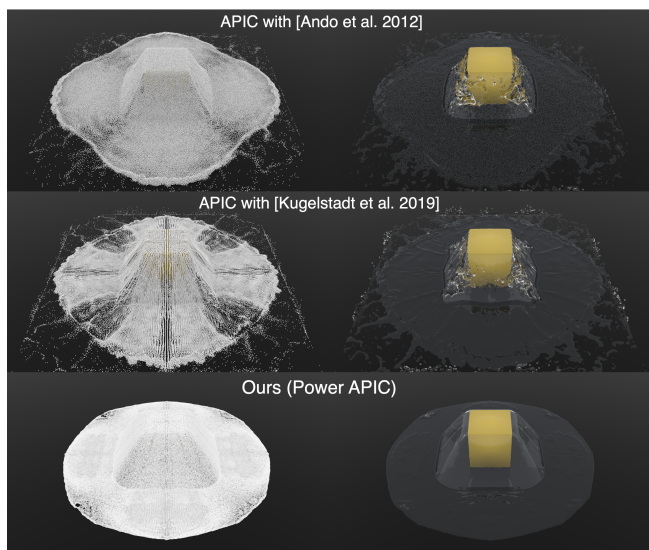 APIC with [Ando et al. 2012]
APIC with [Kugelstadt et al. 2019]
Ours (Power APIC)